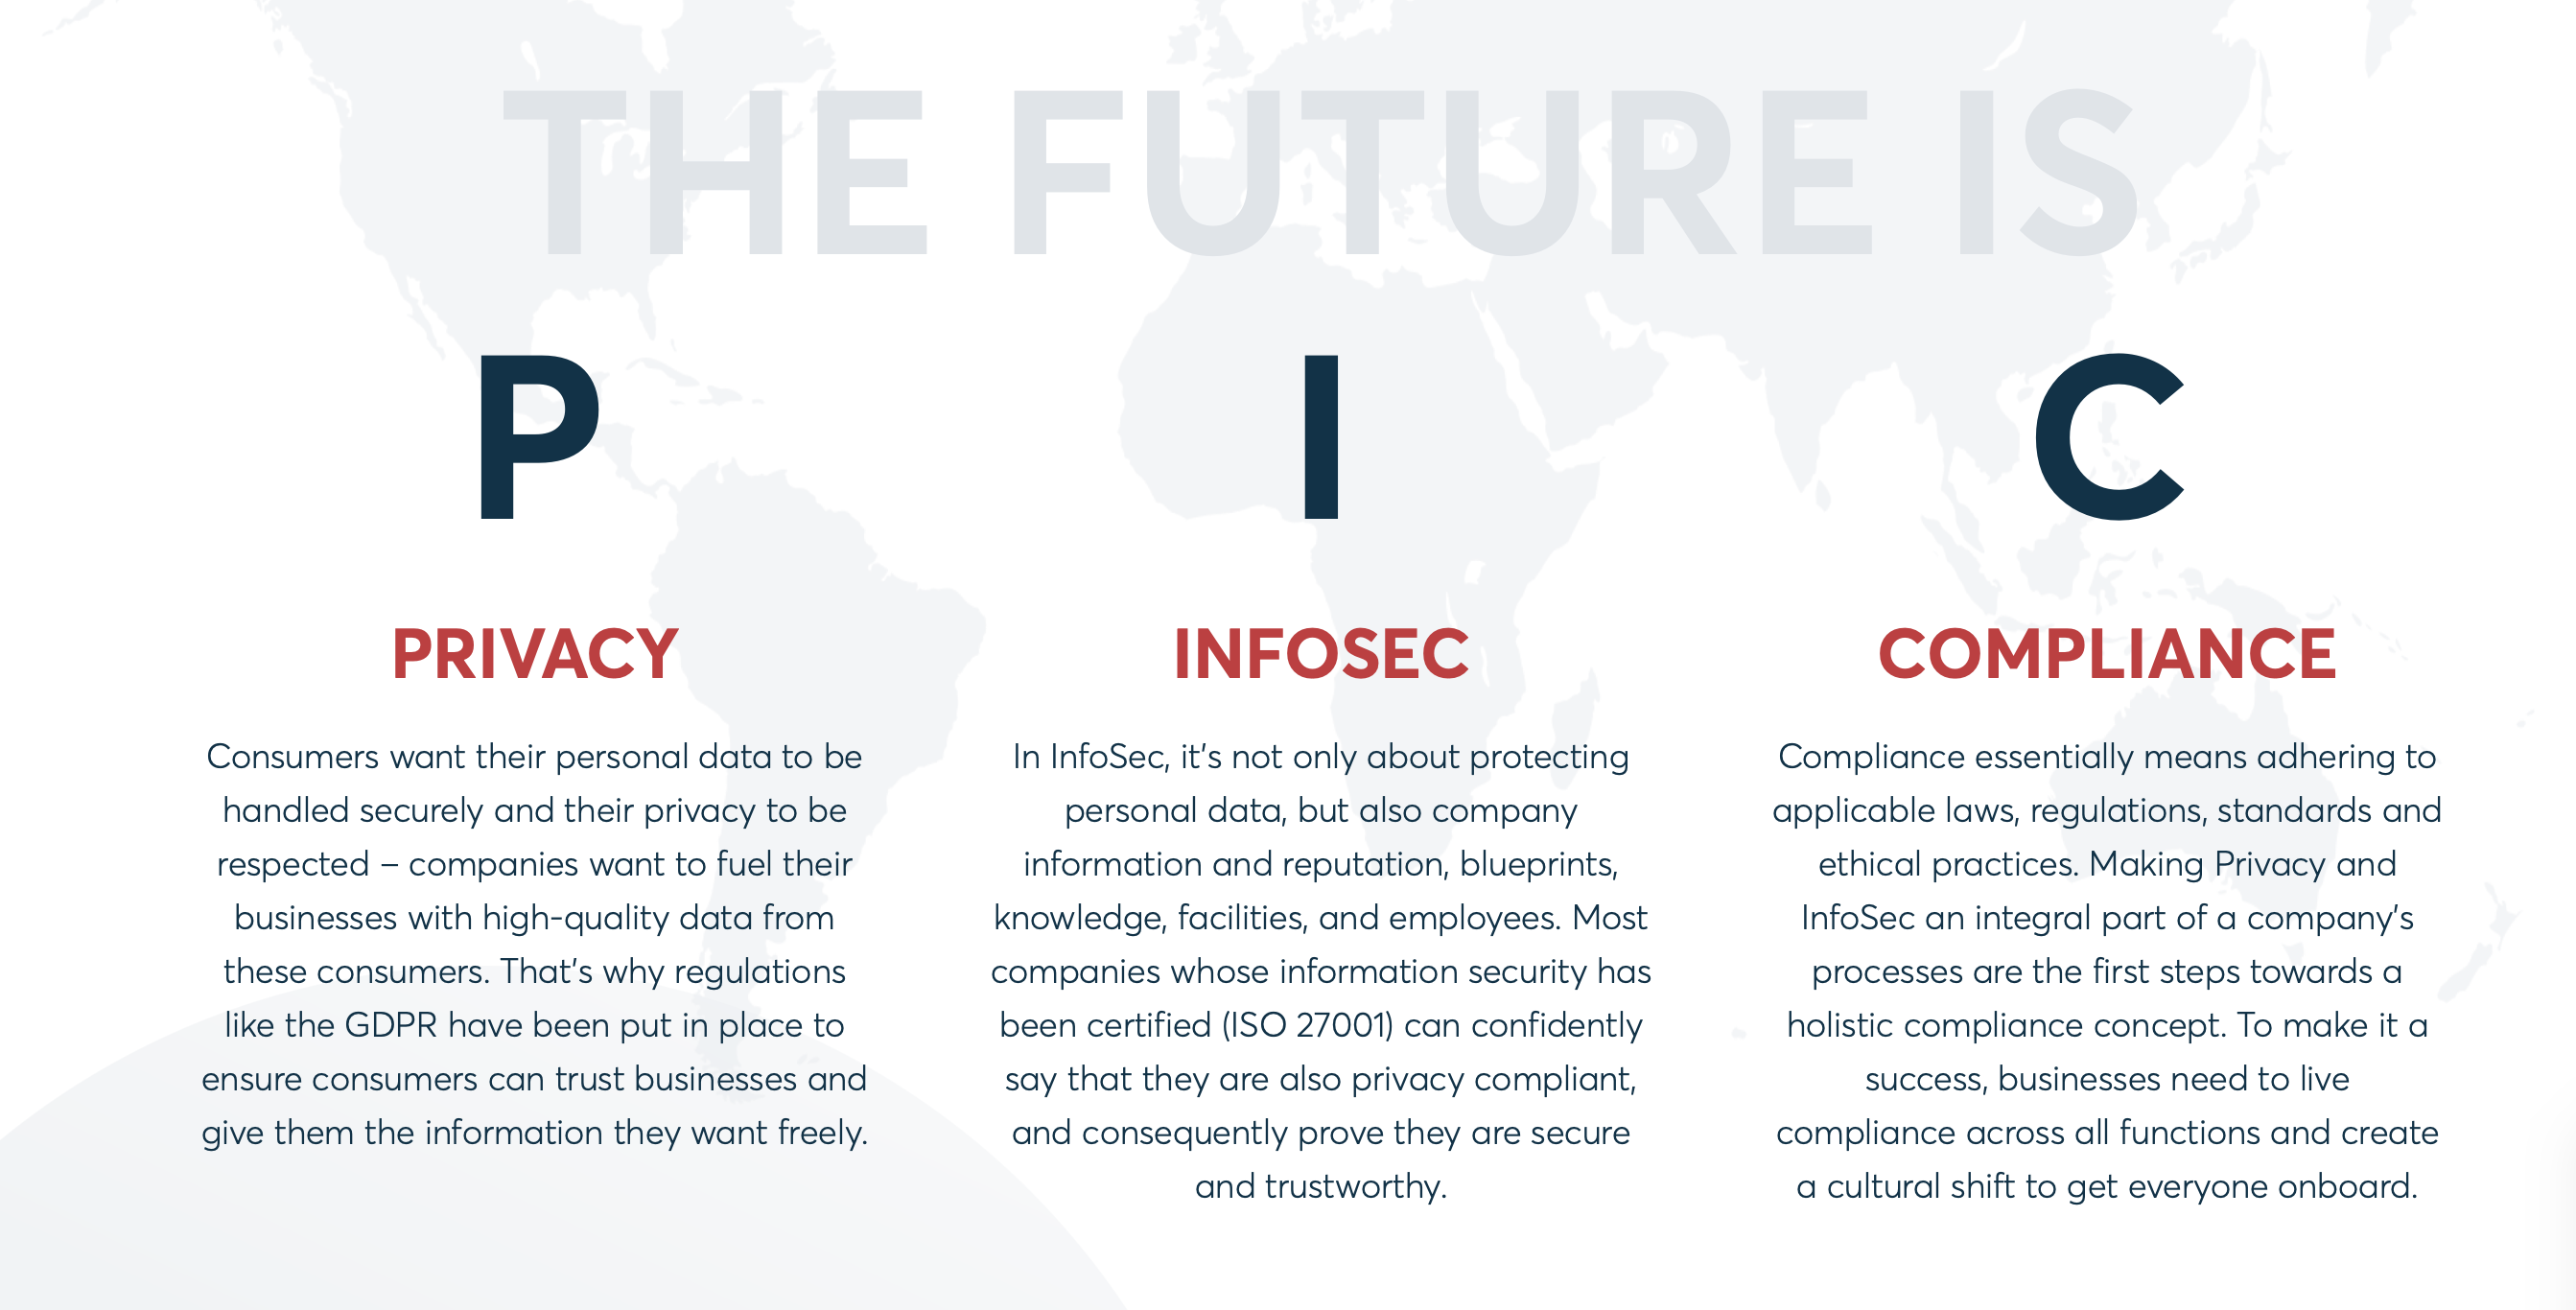 THE FUTURE IS
P
I
C
PRIVACY
Consumers want their personal data to be
handled securely and their privacy to be
respected – companies want to fuel their
businesses with high-quality data from
these consumers. That's why regulations
like the GDPR have been put in place to
ensure consumers can trust businesses and
give them the information they want freely.
INFOSEC
In InfoSec, it's not only about protecting
personal data, but also company
information and reputation, blueprints,
knowledge, facilities, and employees. Most
companies whose information security has
been certified (ISO 27001) can confidently
say that they are also privacy compliant,
and consequently prove they are secure
and trustworthy.
COMPLIANCE
Compliance essentially means adhering to
applicable laws, regulations, standards and
ethical practices. Making Privacy and
InfoSec an integral part of a company's
processes are the first steps towards a
holistic compliance concept. To make it a
success, businesses need to live
compliance across all functions and create
a cultural shift to get everyone onboard.